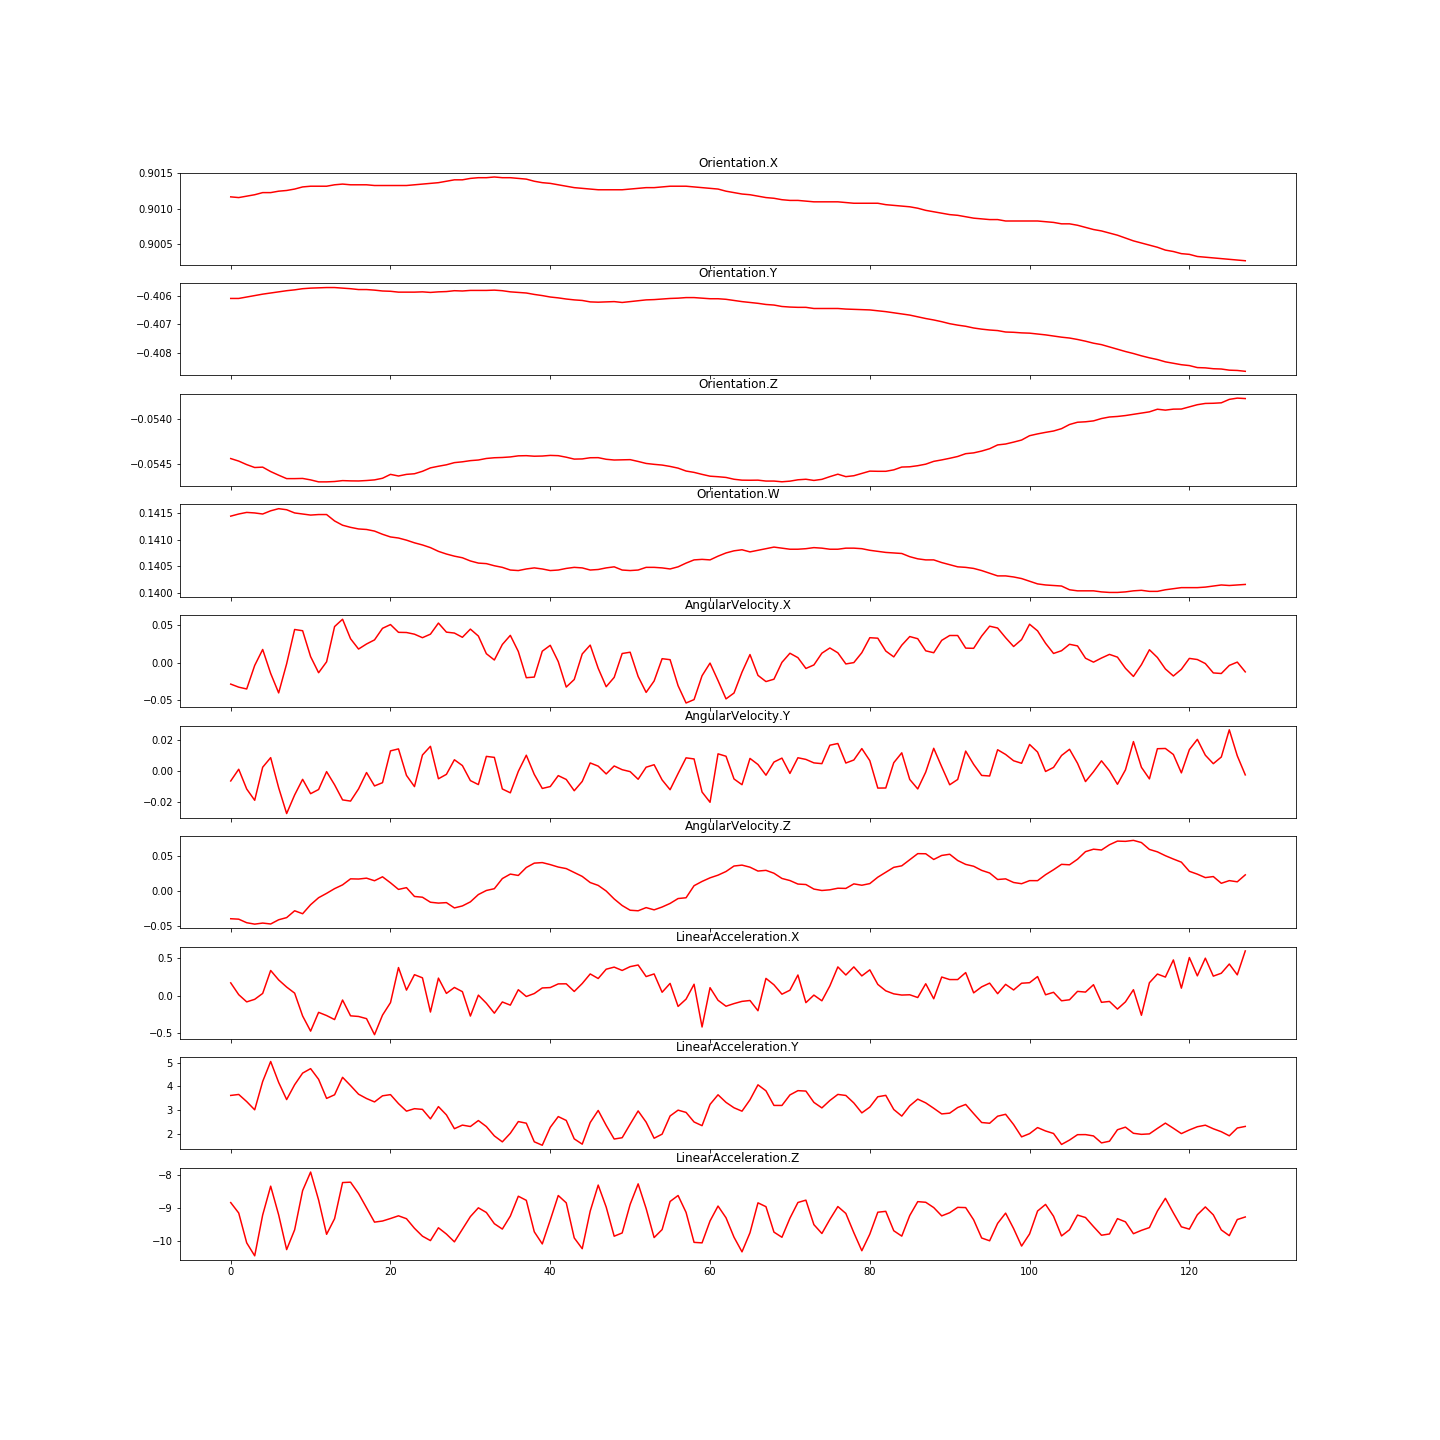 Orientation.X
0.9015
0.9010
0.9005
Orientation.Y
−0.406
−0.407
−0.408
Orientation.Z
−0.0540
−0.0545
Orientation.W
0.1415
0.1410
0.1405
0.1400
AngularVelocity.X
0.05
0.00
−0.05
AngularVelocity.Y
0.02
0.00
−0.02
AngularVelocity.Z
0.05
0.00
−0.05
LinearAcceleration.X
0.5
0.0
−0.5
LinearAcceleration.Y
5
4
3
2
LinearAcceleration.Z
−8
−9
−10
0 20 40 60 80 100 120